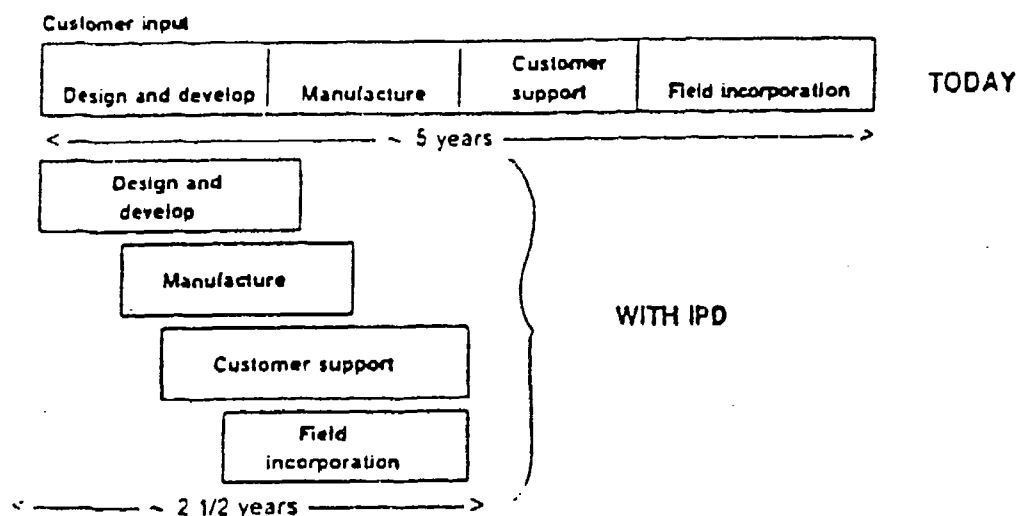 Customer input
Design and develop
Manufacture
Customer
support
Field incorporation
TODAY
< ~ 5 years >
Design and
develop
Manufacture
Customer support
Field
incorporation
WITH IPD
< ~ 2 1/2 years >